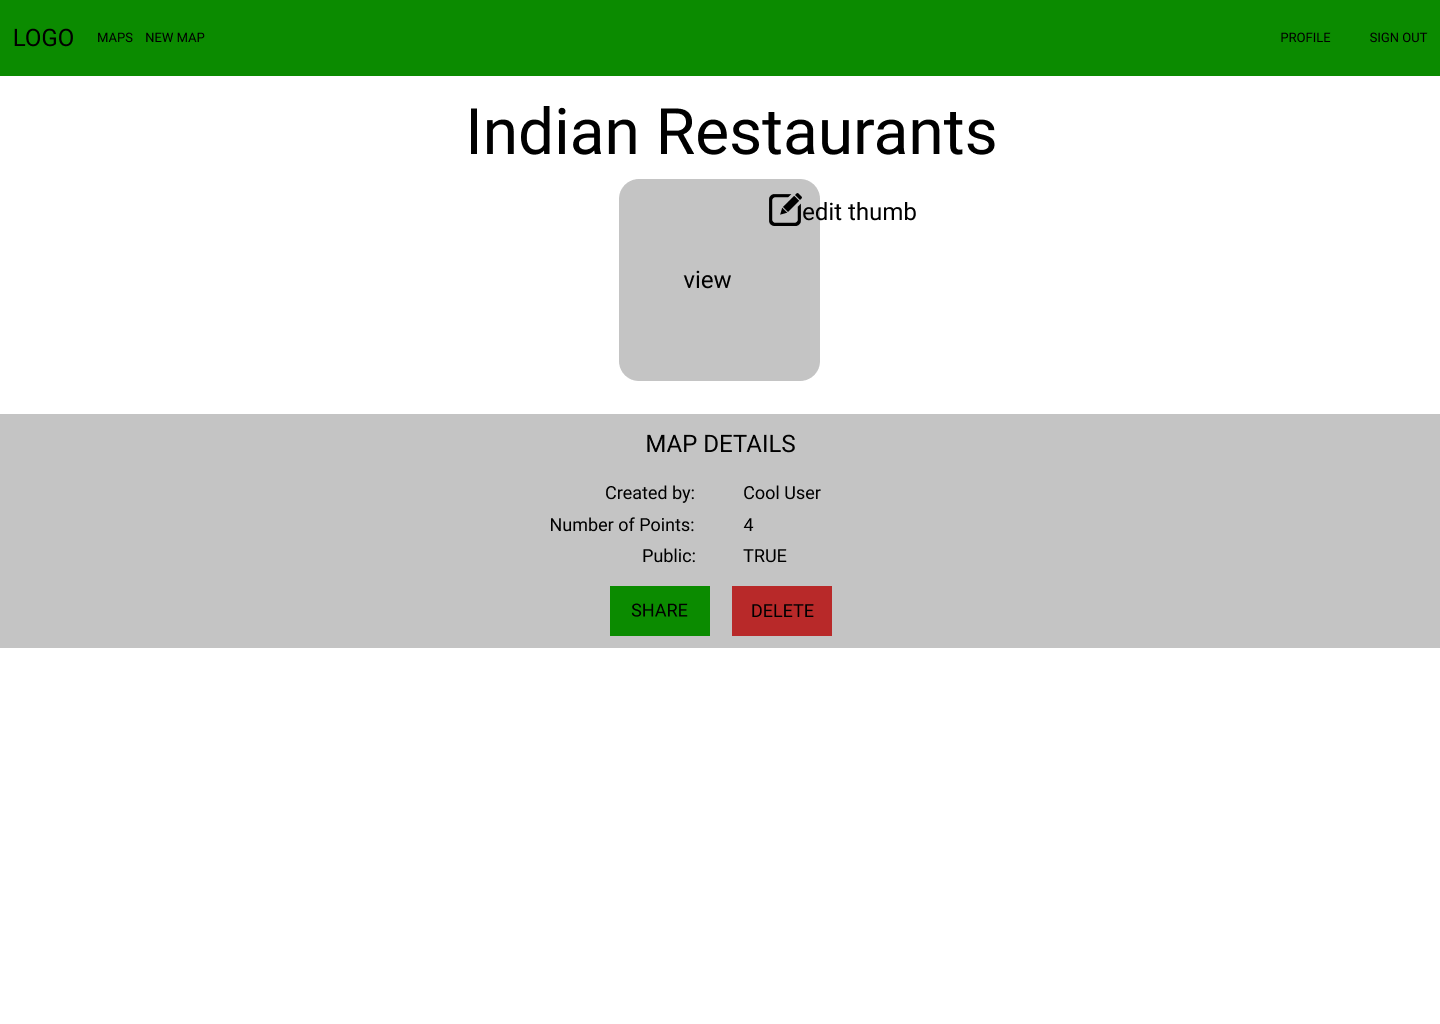 LOGO MAPS NEW MAP PROFILE SIGN OUT
Indian Restaurants
edit thumb
view
MAP DETAILS
Created by: Cool User
Number of Points: 4
Public: TRUE
SHARE DELETE